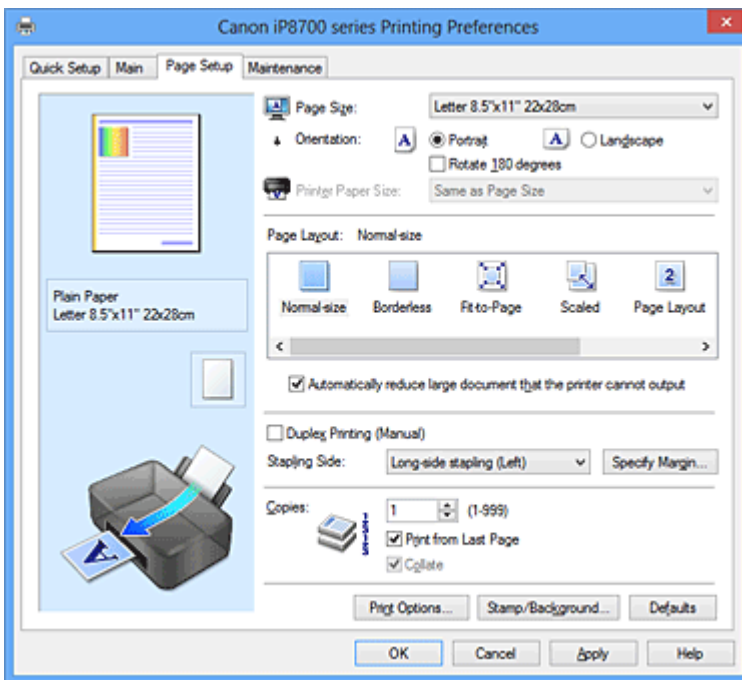 Canon iP8700 series Printing Preferences
Quick Setup Main Page Setup Maintenance
Page Size: Letter 8.5"x11" 22x28cm
Orientation: A Portrait A Landscape
Rotate 180 degrees
Printer Paper Size: Same as Page Size
Page Layout: Normal-size
Normal-size Borderless Fit-to-Page Scaled Page Layout
Plain Paper
Letter 8.5"x11" 22x28cm
Automatically reduce large document that the printer cannot output
Duplex Printing (Manual)
Stapling Side: Long-side stapling (Left) Specify Margin...
Copies: 1 (1-999)
Print from Last Page
Collate
Print Options... Stamp/Background... Defaults
OK Cancel Apply Help